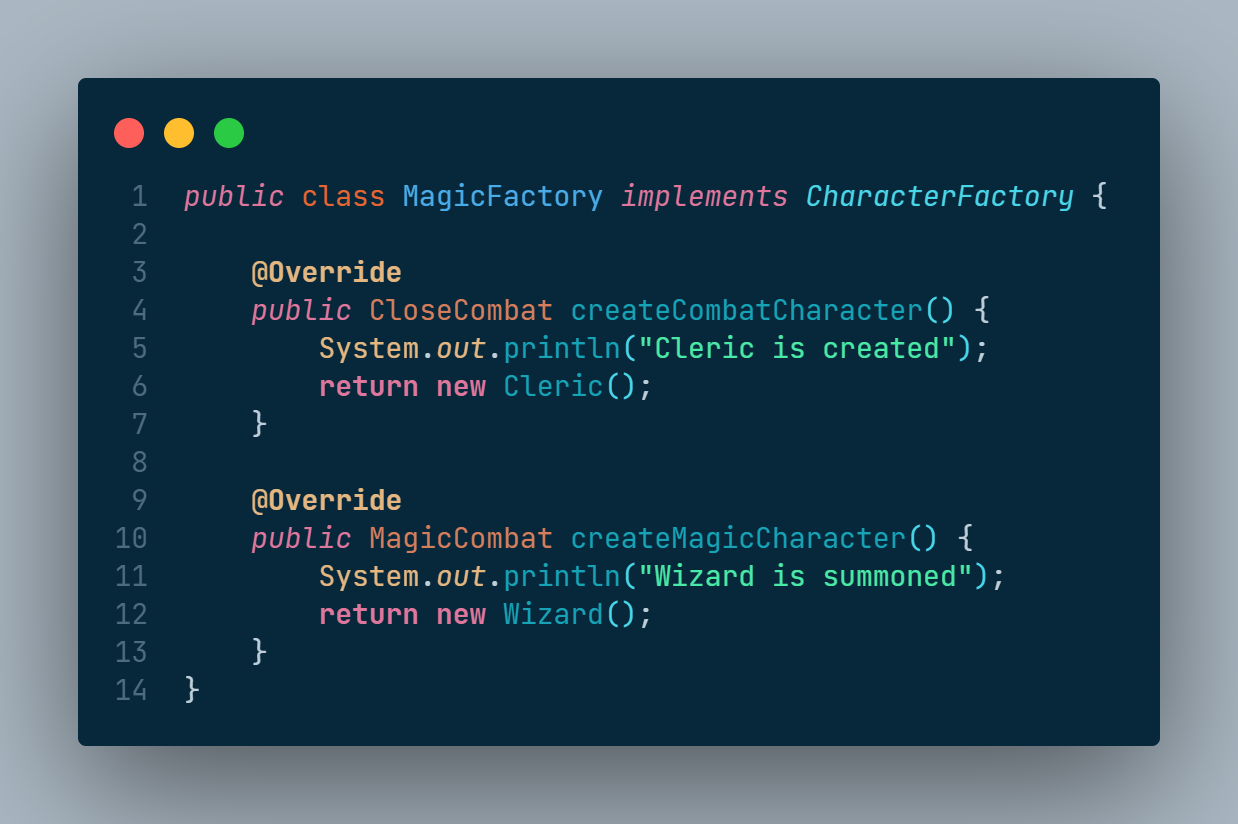 1 public class MagicFactory implements CharacterFactory {
2
3 @Override
4 public CloseCombat createCombatCharacter() {
5 System.out.println("Cleric is created");
6 return new Cleric();
7 }
8
9 @Override
10 public MagicCombat createMagicCharacter() {
11 System.out.println("Wizard is summoned");
12 return new Wizard();
13 }
14 }